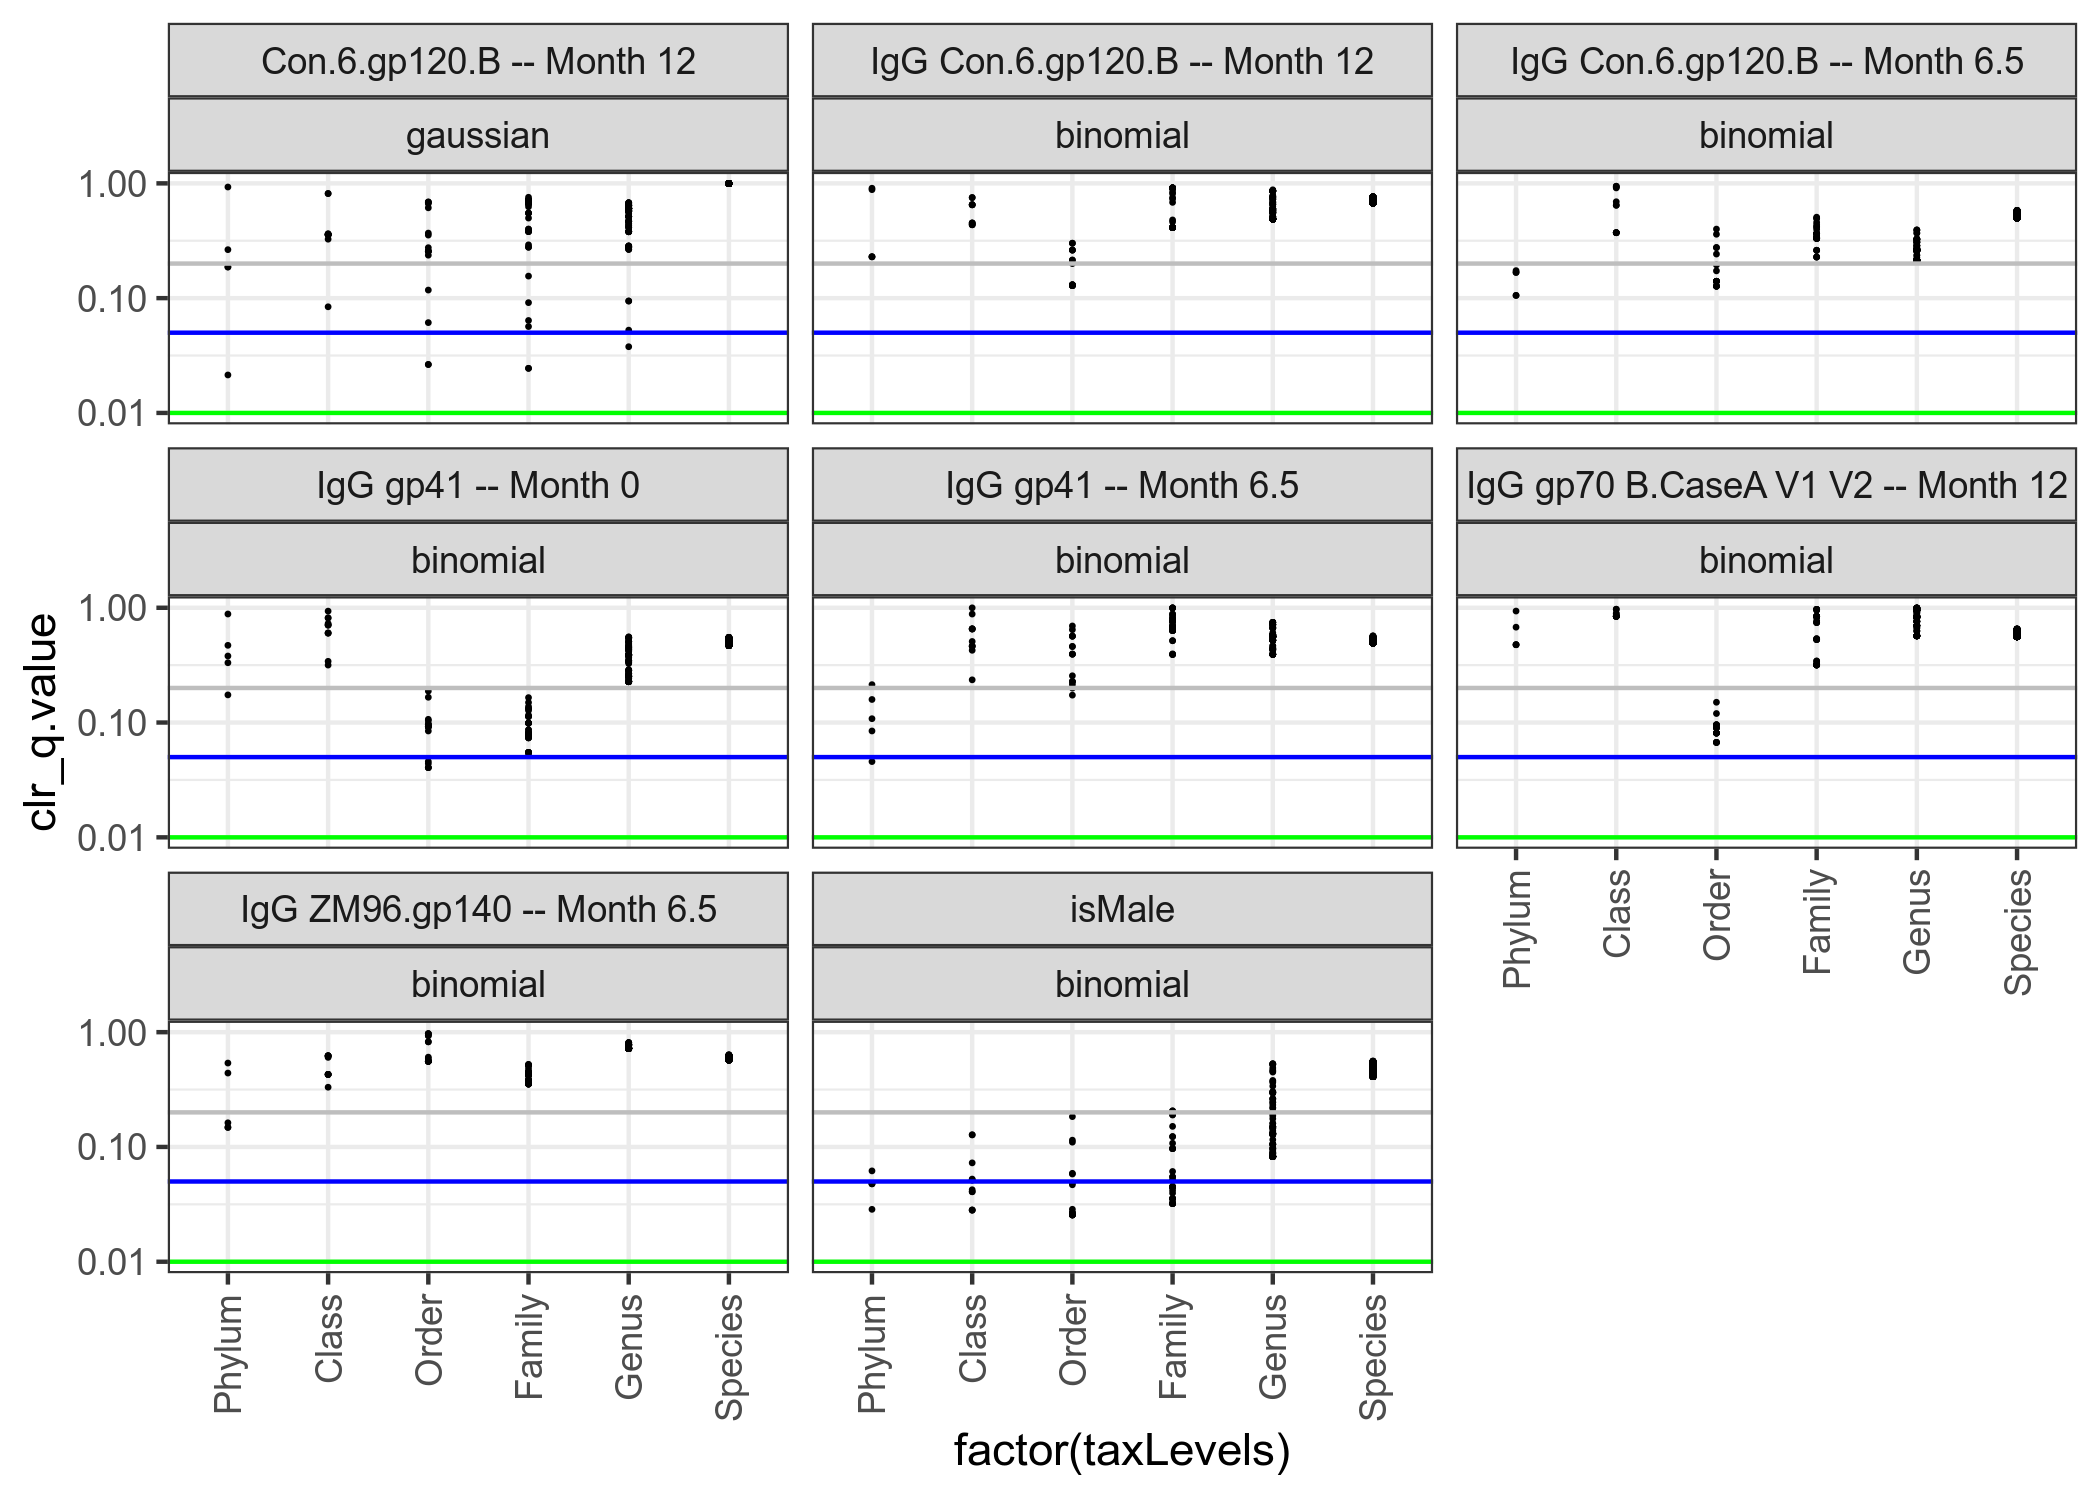 Con.6.gp120.B -- Month 12
IgG Con.6.gp120.B -- Month 12
IgG Con.6.gp120.B -- Month 6.5
gaussian
binomial
binomial
1.00
0.10
0.01
IgG gp41 -- Month 0
IgG gp41 -- Month 6.5
IgG gp70 B.CaseA V1 V2 -- Month 12
binomial
binomial
binomial
1.00
0.10
0.01
clr_q.value
Phylum
Class
Order
Family
Genus
Species
IgG ZM96.gp140 -- Month 6.5
isMale
binomial
binomial
1.00
0.10
0.01
Phylum
Class
Order
Family
Genus
Species
Phylum
Class
Order
Family
Genus
Species
factor(taxLevels)